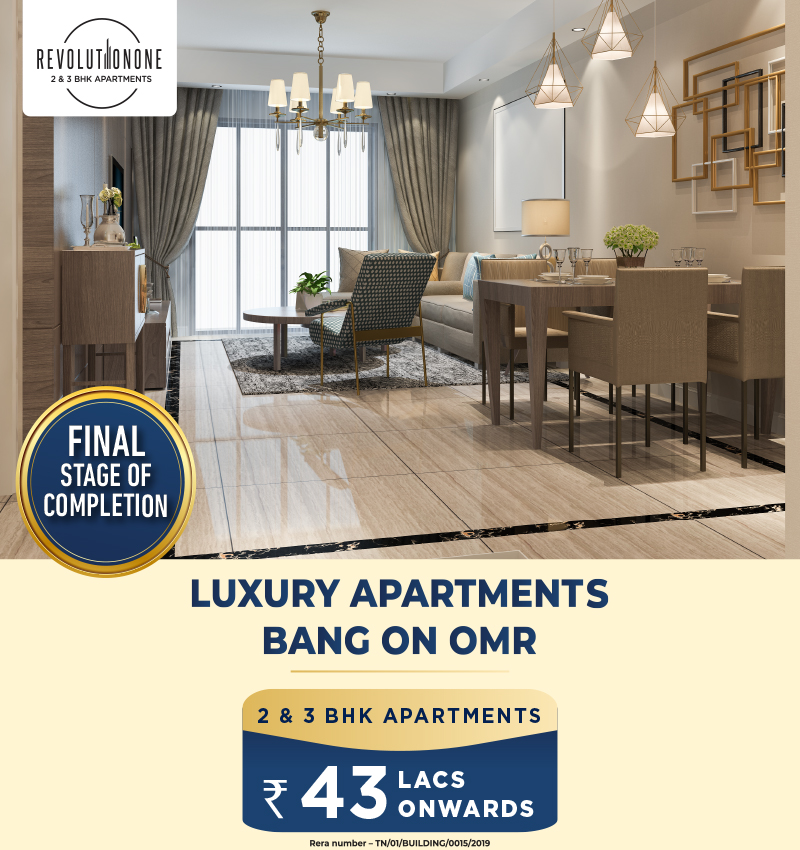 REVOLUTIONONE
2 & 3 BHK APARTMENTS
FINAL
STAGE OF
COMPLETION
LUXURY APARTMENTS
BANG ON OMR
2 & 3 BHK APARTMENTS
₹ 43 LACS
ONWARDS
Rera number – TN/01/BUILDING/0015/2019